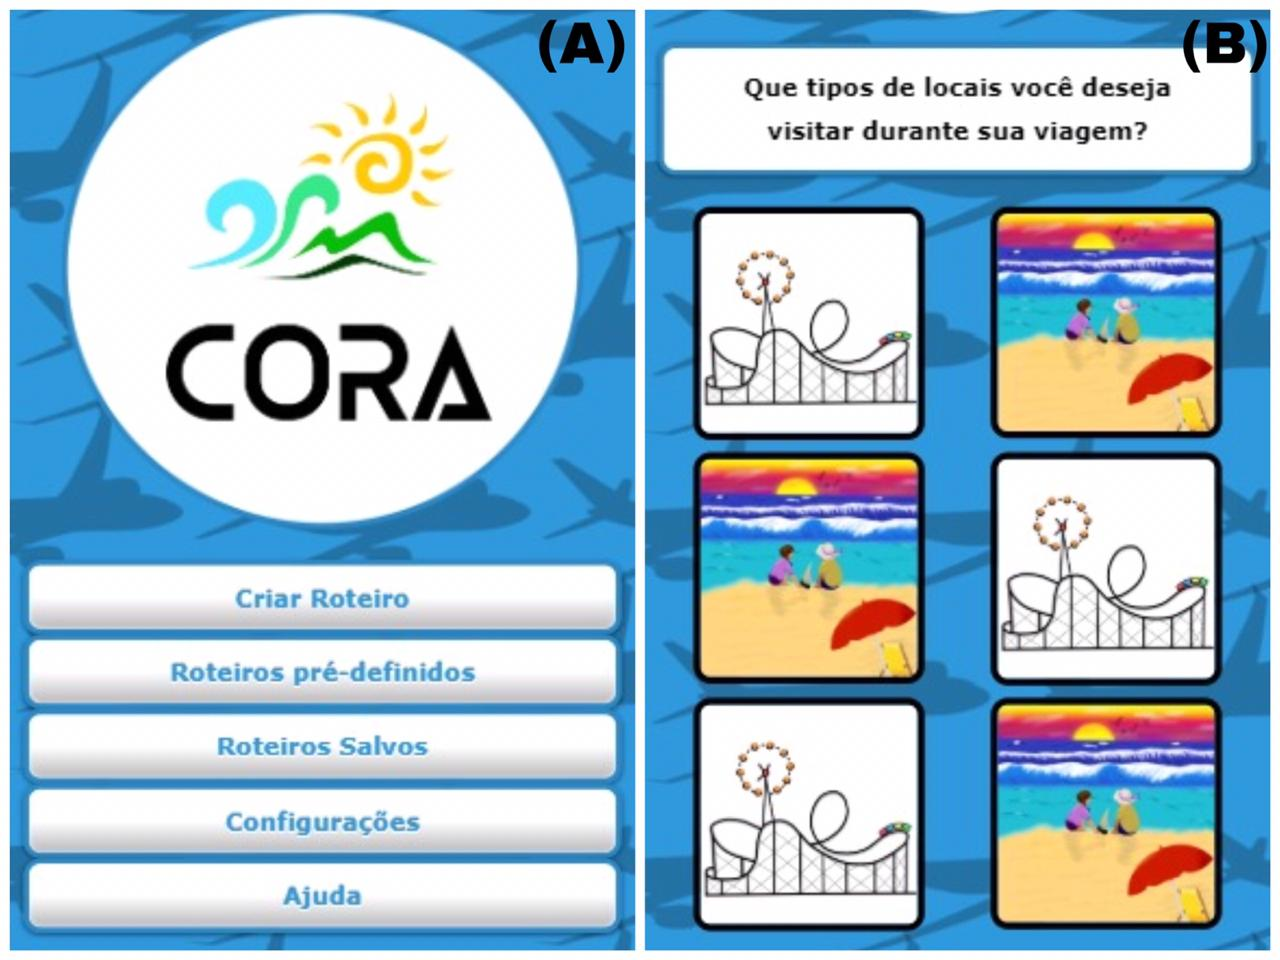 (A)
CORA
Criar Roteiro
Roteiros pré-definidos
Roteiros Salvos
Configurações
Ajuda
(B)
Que tipos de locais você deseja
visitar durante sua viagem?